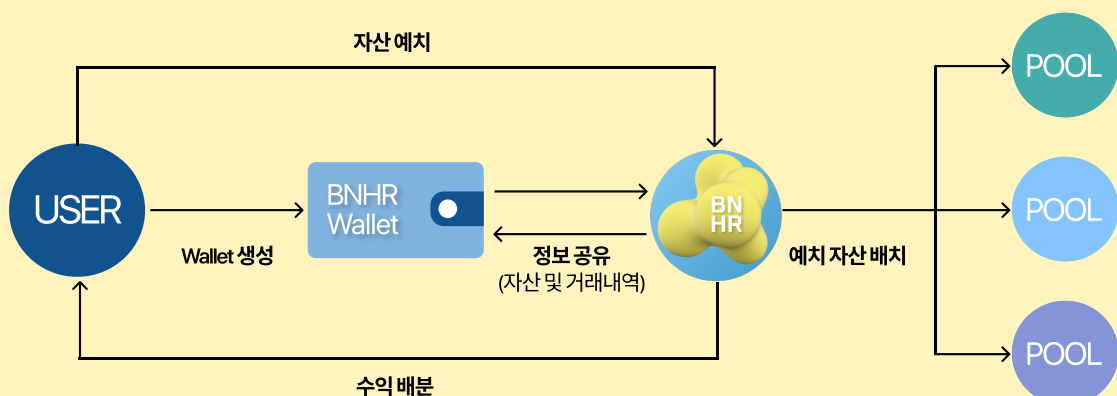 자산 예치
USER
Wallet 생성
BNHR
Wallet
정보 공유
(자산 및 거래내역)
BN
HR
예치 자산 배치
POOL
POOL
POOL
수익 배분